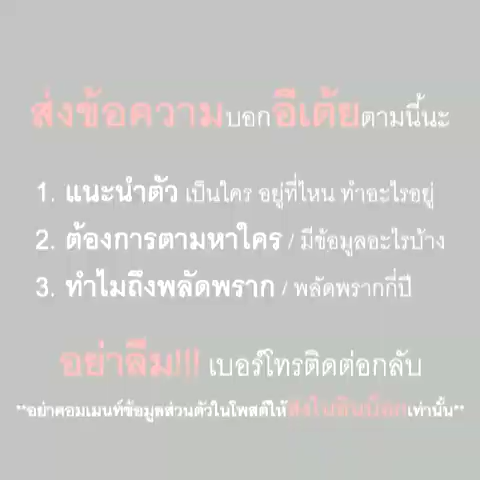 ส่งข้อความบอกอีเต้ยตามนี้นะ
1. แนะนำตัว เป็นใคร อยู่ที่ไหน ทำอะไรอยู่
2. ต้องการตามหาใคร / มีข้อมูลอะไรบ้าง
3. ทำไมถึงพลัดพราก / พลัดพรากกี่ปี
อย่าลืม!!! เบอร์โทรติดต่อกลับ
**อย่าคอมเมนท์ข้อมูลส่วนตัวในโพสต์ให้ส่งในอินบ็อกเท่านั้น**